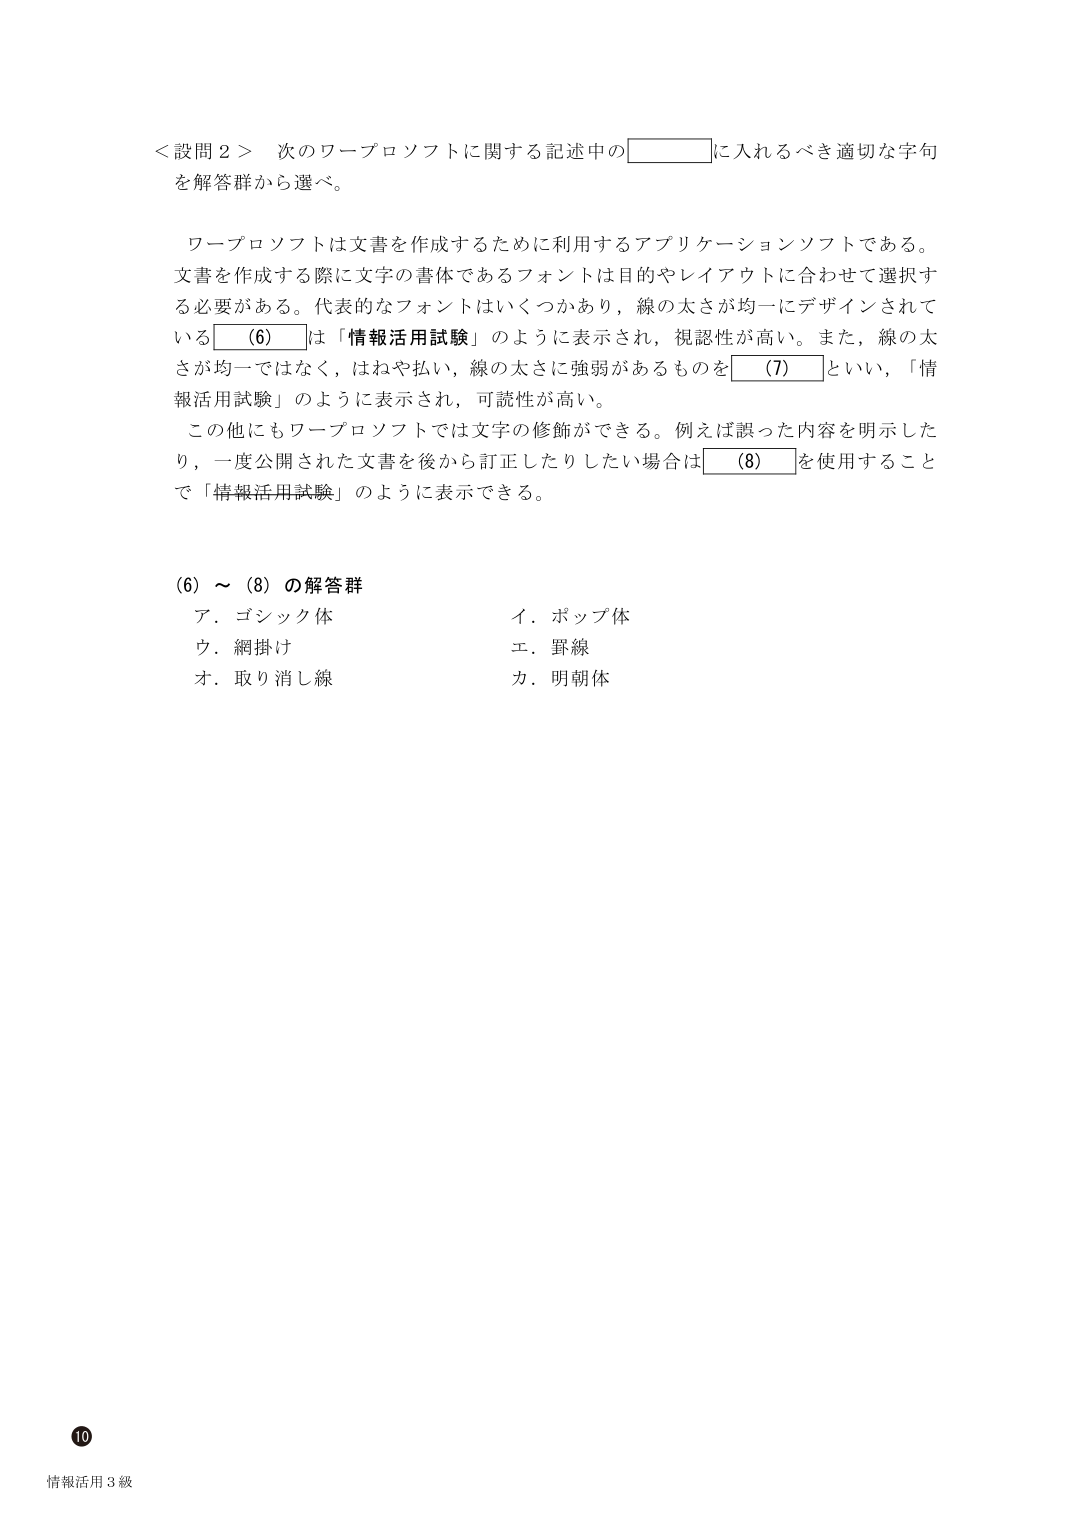 ＜設問２＞　次のワープロソフトに関する記述中の　　　　に入れるべき適切な字句
を解答群から選べ。
ワープロソフトは文書を作成するために利用するアプリケーションソフトである。
文書を作成する際に文字の書体であるフォントは目的やレイアウトに合わせて選択す
る必要がある。代表的なフォントはいくつかあり，線の太さが均一にデザインされて
いる　(6)　は「情報活用試験」のように表示され，視認性が高い。また，線の太
さが均一ではなく，はねや払い，線の太さに強弱があるものを　(7)　といい，「情
報活用試験」のように表示され，可読性が高い。
この他にもワープロソフトでは文字の修飾ができる。例えば誤った内容を明示した
り，一度公開された文書を後から訂正したりしたい場合は　(8)　を使用すること
で「情報活用試験」のように表示できる。
(6) ～ (8) の解答群
ア．ゴシック体　　イ．ポップ体
ウ．網掛け　　エ．罫線
オ．取り消し線　　カ．明朝体
10
情報活用３級